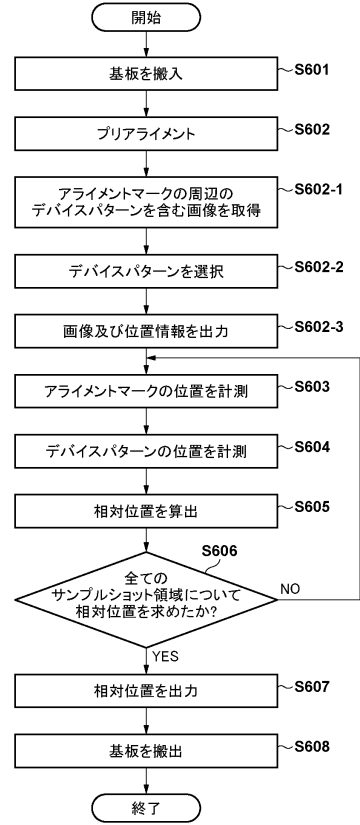 開始
基板を搬入
S601
プリアライメント
S602
アライメントマークの周辺の
デバイスパターンを含む画像を取得
S602-1
デバイスパターンを選択
S602-2
画像及び位置情報を出力
S602-3
アライメントマークの位置を計測
S603
デバイスパターンの位置を計測
S604
相対位置を算出
S605
S606
全ての
サンプルショット領域について
相対位置を求めたか?
NO
YES
相対位置を出力
S607
基板を搬出
S608
終了